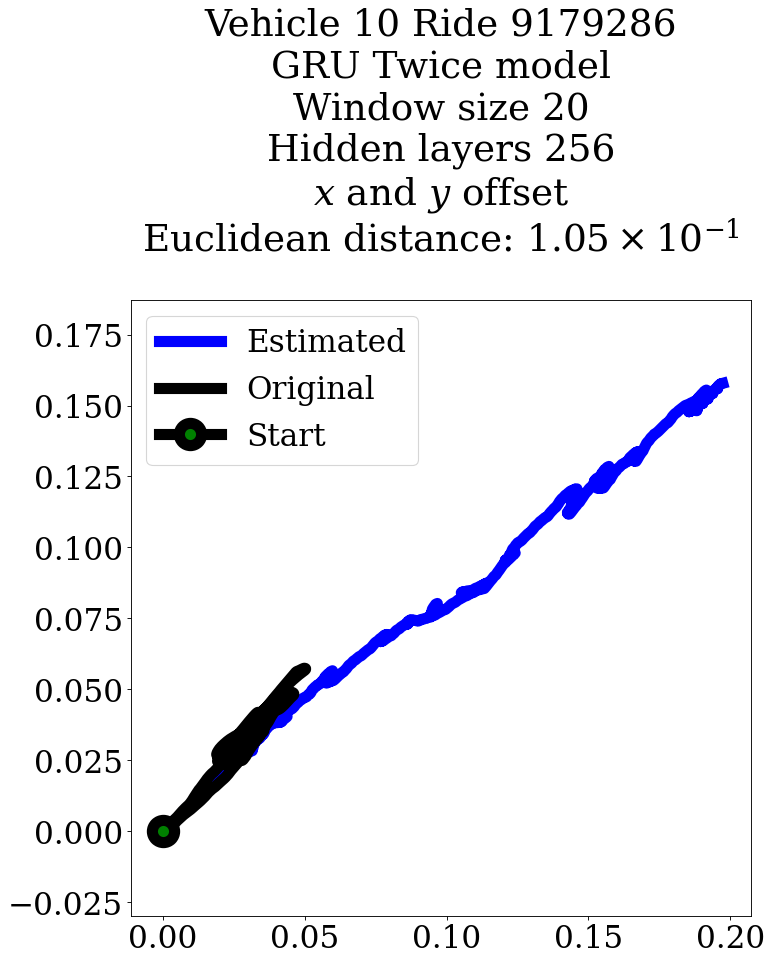 Vehicle 10 Ride 9179286
GRU Twice model
Window size 20
Hidden layers 256
x and y offset
Euclidean distance: 1.05 × 10⁻¹
Estimated
Original
Start
0.175
0.150
0.125
0.100
0.075
0.050
0.025
0.000
−0.025
0.00 0.05 0.10 0.15 0.20